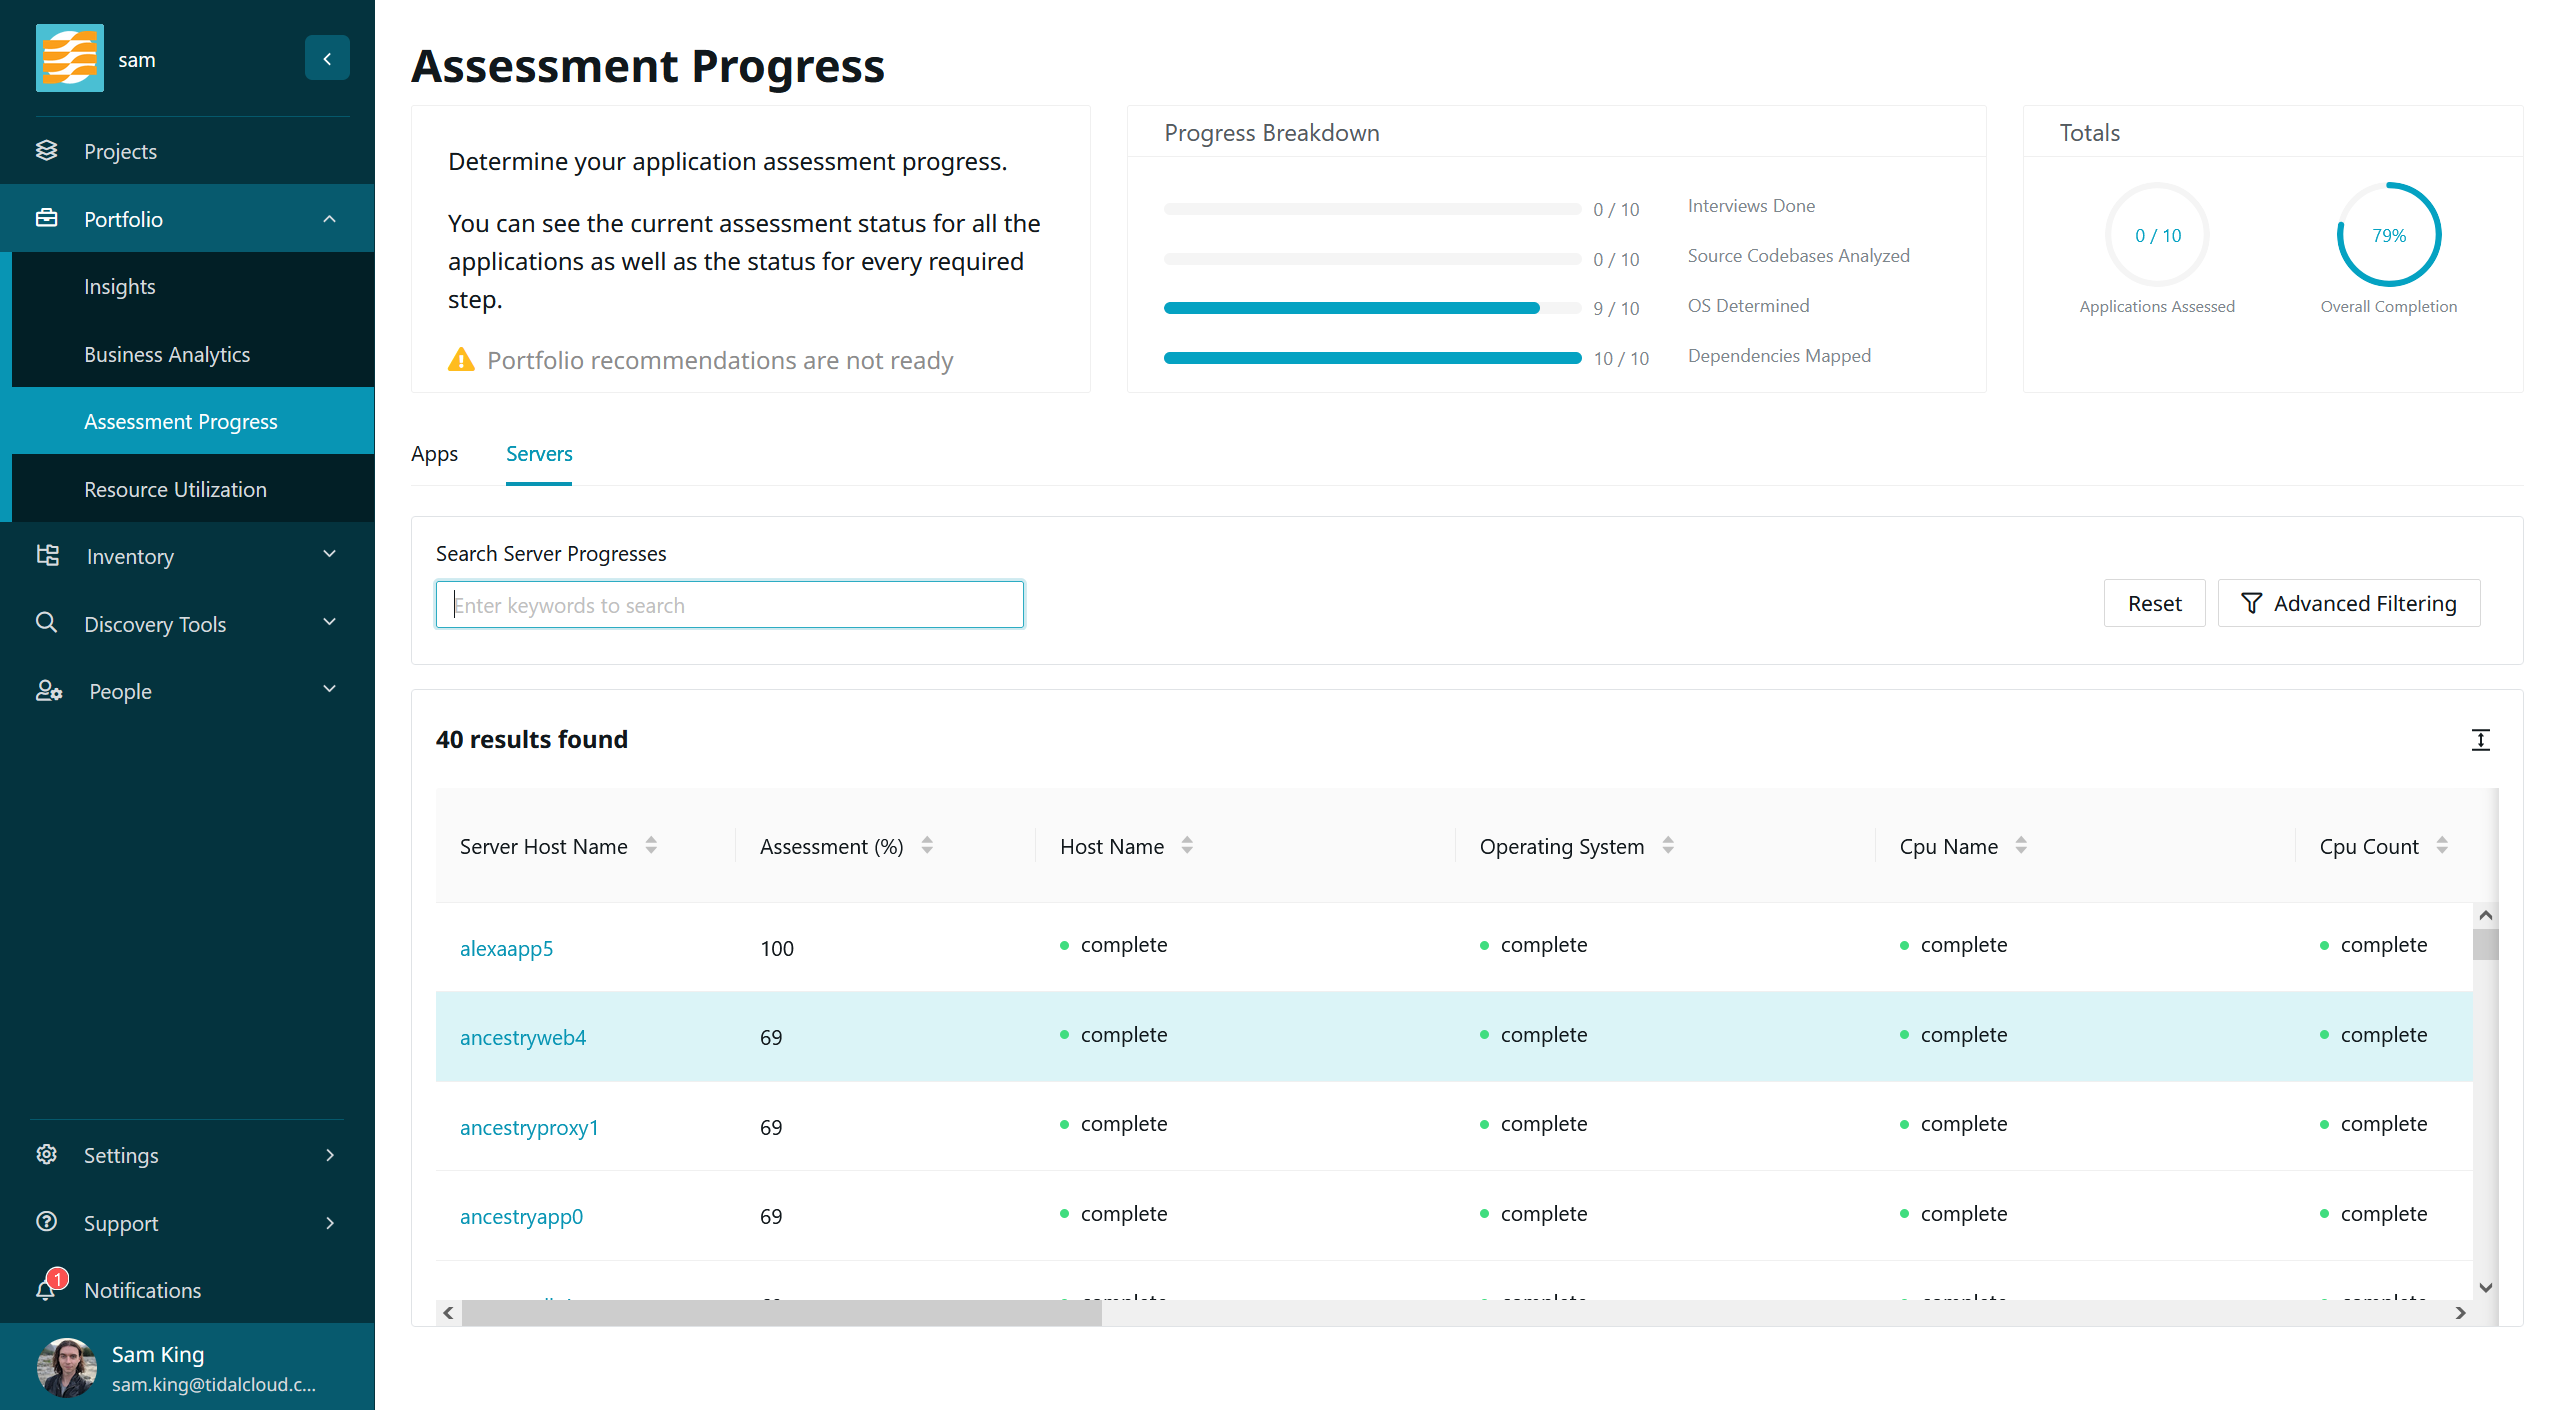 sam
Projects
Portfolio
Insights
Business Analytics
Assessment Progress
Resource Utilization
Inventory
Discovery Tools
People
Settings
Support
1
Notifications
Sam King
sam.king@tidalcloud.c...
Assessment Progress
Determine your application assessment progress.
You can see the current assessment status for all the
applications as well as the status for every required
step.
Portfolio recommendations are not ready
Progress Breakdown
0 / 10 Interviews Done
0 / 10 Source Codebases Analyzed
9 / 10 OS Determined
10 / 10 Dependencies Mapped
Totals
0 / 10 79%
Applications Assessed Overall Completion
Apps Servers
Search Server Progresses
Enter keywords to search
Reset Advanced Filtering
40 results found
Server Host Name Assessment (%) Host Name Operating System Cpu Name Cpu Count
alexaapp5 100 complete complete complete complete
ancestryweb4 69 complete complete complete complete
ancestryproxy1 69 complete complete complete complete
ancestryapp0 69 complete complete complete complete